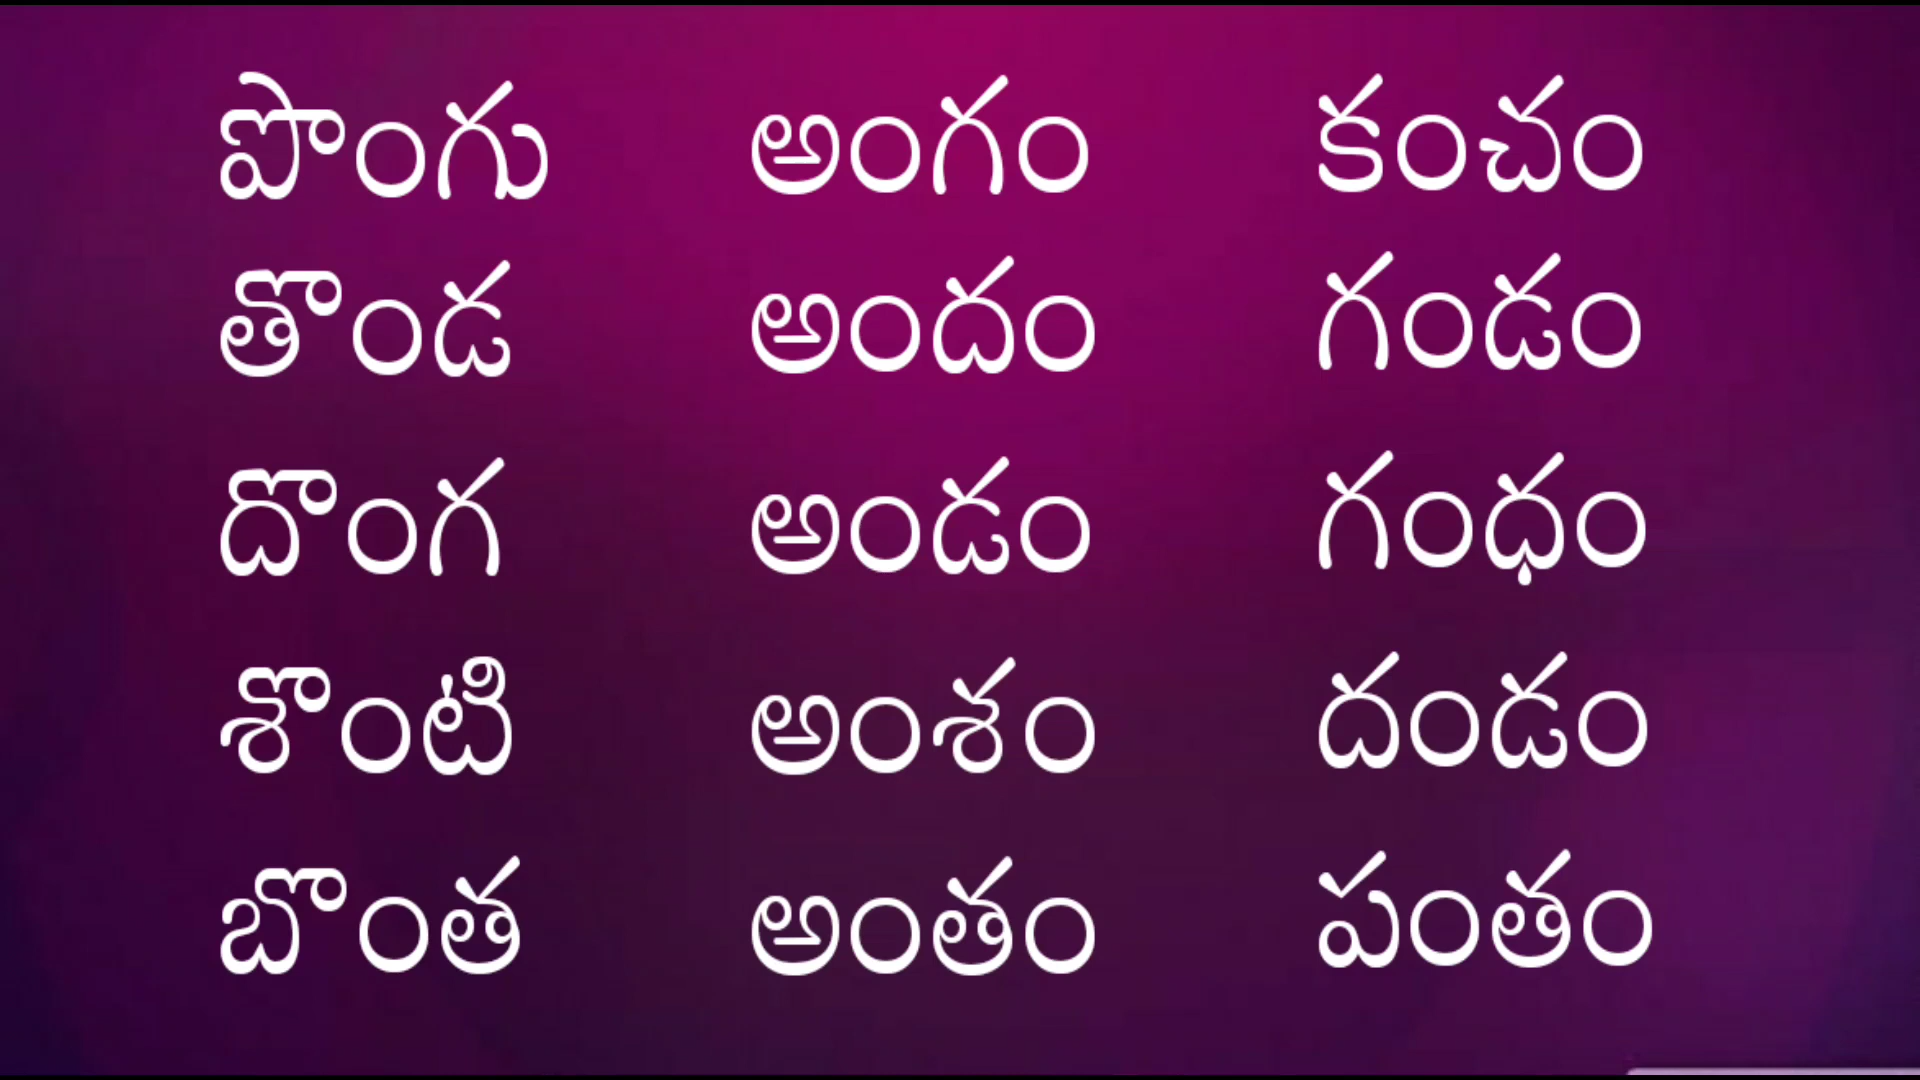 పొంగు అంగం కంచం
తొండ అందం గండం
దొంగ అండం గంధం
శొంటి అంశం దండం
బొంత అంతం పంతం